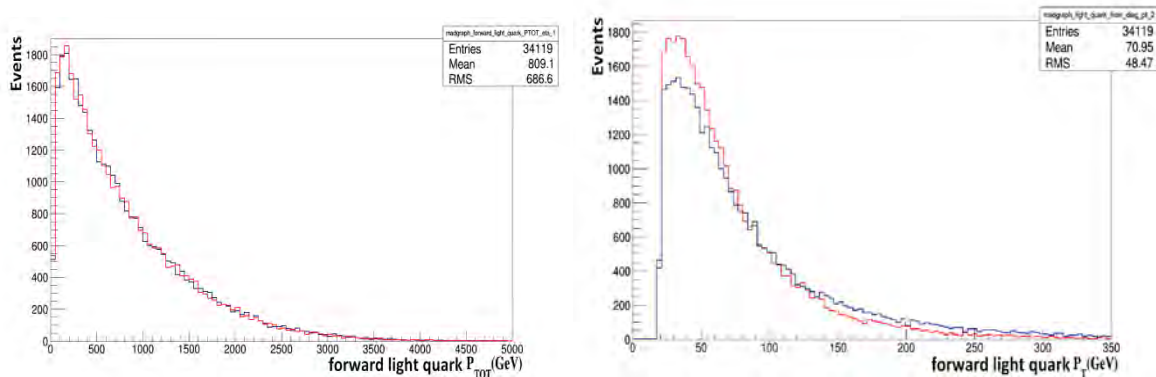 madgraph_forward_light_quark_PTOT_eta_1
Entries 34119
Mean 809.1
RMS 686.6
Events
1800
1600
1400
1200
1000
800
600
400
200
0
0 500 1000 1500 2000 2500 3000 3500 4000 4500 5000
forward light quark P_TOT (GeV)
Entries 34119
Mean 70.95
RMS 48.47
Events
1800
1600
1400
1200
1000
800
600
400
200
0
0 50 100 150 200 250 300 350
forward light quark P_T (GeV)